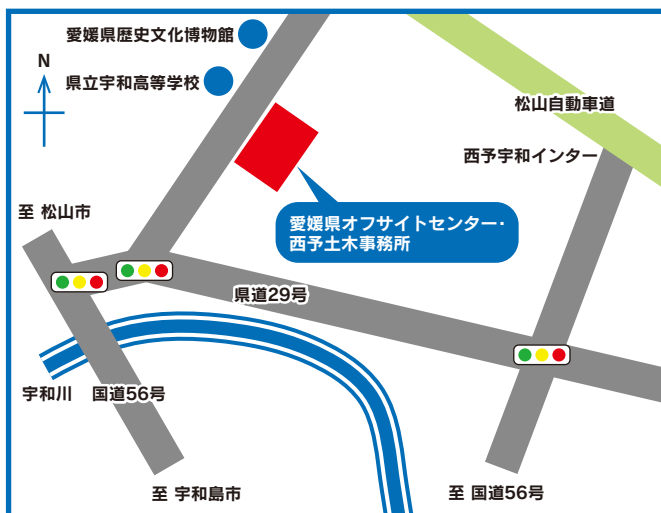 愛媛県歴史文化博物館
N
県立宇和高等学校
松山自動車道
西予宇和インター
至 松山市
愛媛県オフサイトセンター・
西予土木事務所
県道29号
宇和川
国道56号
至 宇和島市
至 国道56号